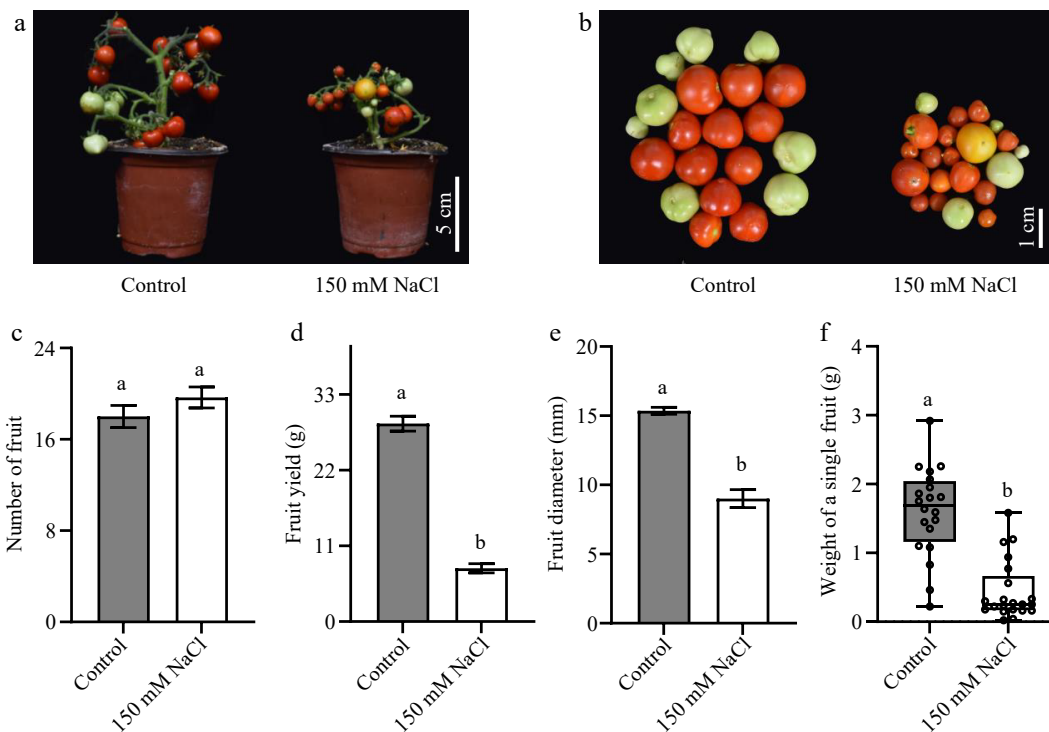 a
5 cm
Control
150 mM NaCl
b
1 cm
Control
150 mM NaCl
c
Number of fruit
24
16
8
0
a
a
Control
150 mM NaCl
d
Fruit yield (g)
33
22
11
0
a
b
Control
150 mM NaCl
e
Fruit diameter (mm)
20
15
10
5
0
a
b
Control
150 mM NaCl
f
Weight of a single fruit (g)
4
3
2
1
0
a
b
Control
150 mM NaCl